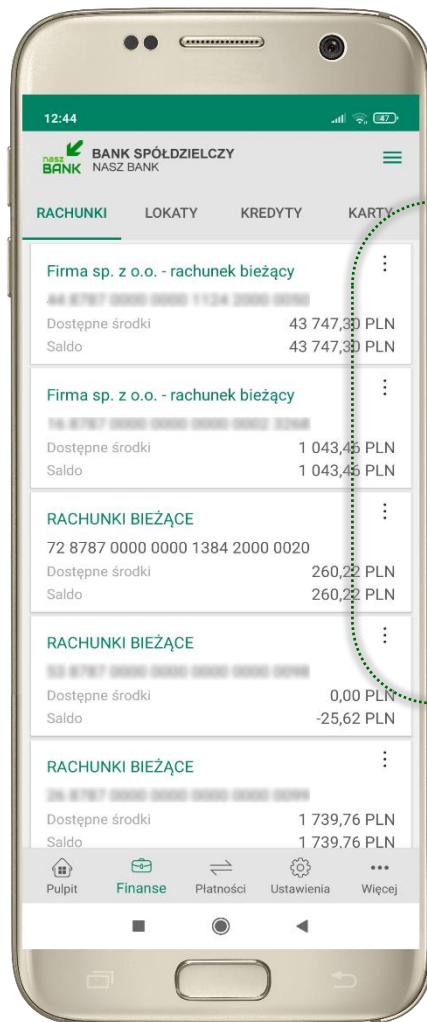 12:44
47
nasz BANK
BANK SPÓŁDZIELCZY
NASZ BANK
RACHUNKI LOKATY KREDYTY KARTY
Firma sp. z o.o. - rachunek bieżący
Dostępne środki 43 747,30 PLN
Saldo 43 747,30 PLN
Firma sp. z o.o. - rachunek bieżący
Dostępne środki 1 043,46 PLN
Saldo 1 043,46 PLN
RACHUNKI BIEŻĄCE
72 8787 0000 0000 1384 2000 0020
Dostępne środki 260,22 PLN
Saldo 260,22 PLN
RACHUNKI BIEŻĄCE
Dostępne środki 0,00 PLN
Saldo -25,62 PLN
RACHUNKI BIEŻĄCE
Dostępne środki 1 739,76 PLN
Saldo 1 739,76 PLN
Pulpit Finanse Płatności Ustawienia Więcej